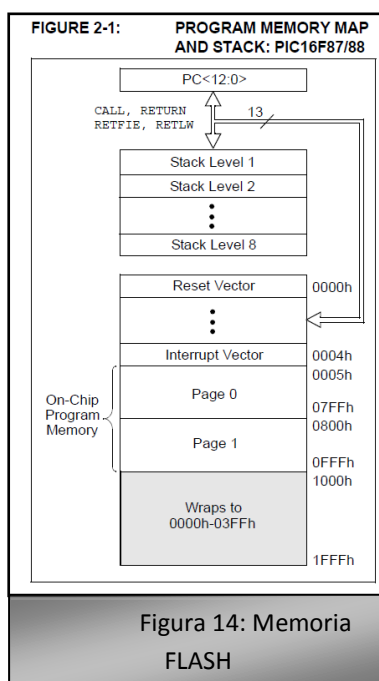 FIGURE 2-1: PROGRAM MEMORY MAP
AND STACK: PIC16F87/88
PC<12:0>
CALL, RETURN
RETFIE, RETLW
13
Stack Level 1
Stack Level 2
Stack Level 8
Reset Vector
0000h
Interrupt Vector
0004h
0005h
On-Chip
Program
Memory
Page 0
07FFh
0800h
Page 1
0FFFh
1000h
Wraps to
0000h-03FFh
1FFFh
Figura 14: Memoria
FLASH